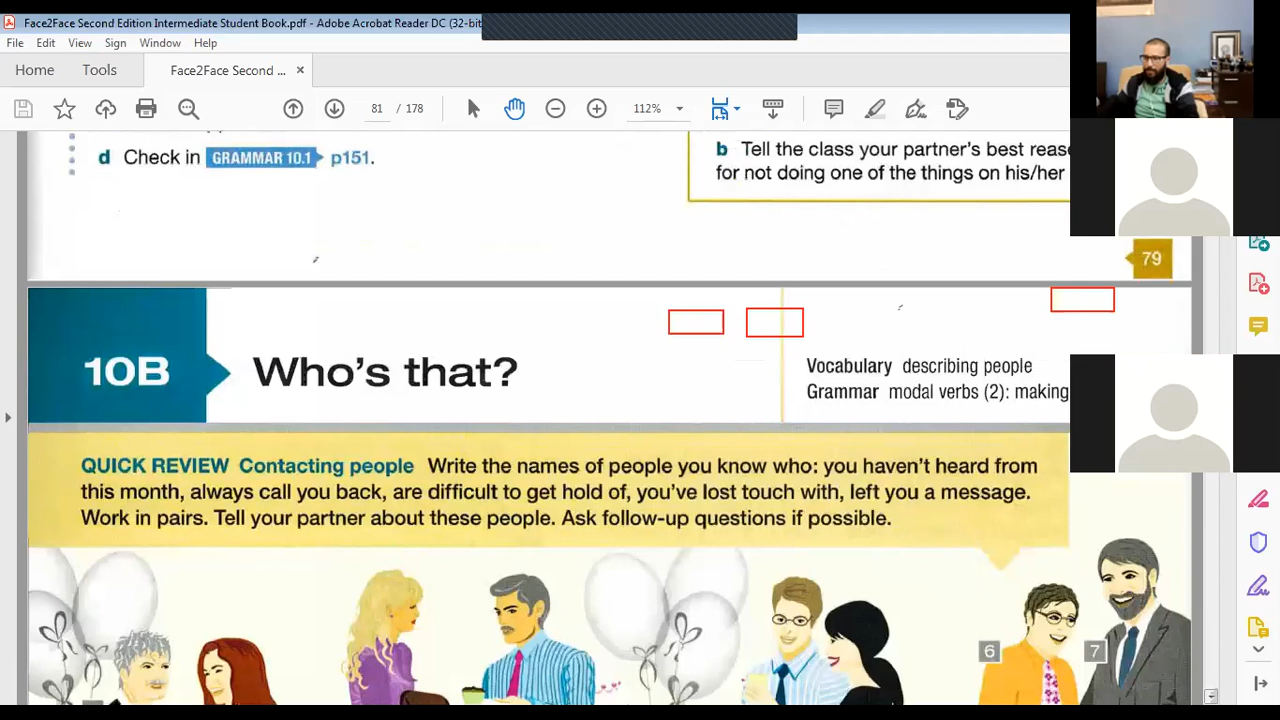 Face2Face Second Edition Intermediate Student Book.pdf - Adobe Acrobat Reader DC (32-bit
File Edit View Sign Window Help
Home Tools Face2Face Second ... ×
81 / 178 112%
d Check in GRAMMAR 10.1 p151.
b Tell the class your partner's best
for not doing one of the things on his/her
79
10B Who's that?
Vocabulary describing people
Grammar modal verbs (2): making
QUICK REVIEW Contacting people Write the names of people you know who: you haven't heard from
this month, always call you back, are difficult to get hold of, you've lost touch with, left you a message.
Work in pairs. Tell your partner about these people. Ask follow-up questions if possible.
6 7